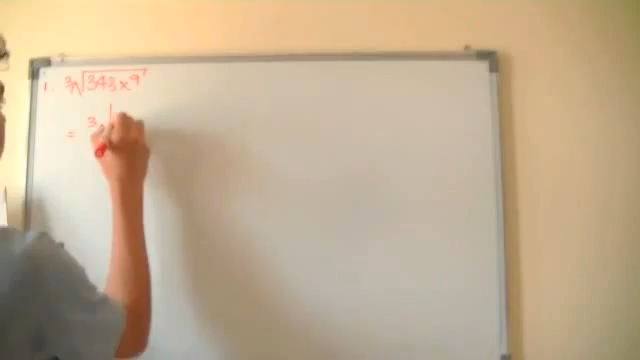 1. ³√343x⁹
= ³√